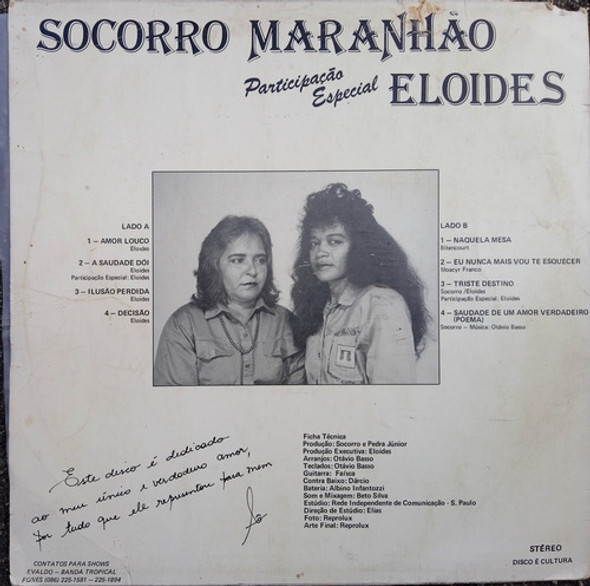 SOCORRO MARANHÃO
Participação
Especial
ELOIDES
LADO A
1 – AMOR LOUCO
Eloides
2 – A SAUDADE DÓI
Eloides
Participação Especial: Eloides
3 – ILUSÃO PERDIDA
Eloides
4 – DECISÃO
Eloides
LADO B
1 – NAQUELA MESA
Bitencourt
2 – EU NUNCA MAIS VOU TE ESQUECER
Moacyr Franco
3 – TRISTE DESTINO
Socorro /Eloides
Participação Especial: Eloides
4 – SAUDADE DE UM AMOR VERDADEIRO
(POEMA)
Socorro – Música: Otávio Basso
Este disco é dedicado
ao meu único e verdadeiro amor,
por tudo que ele representou para mim
Sô
Ficha Técnica
Produção: Socorro e Pedra Júnior
Produção Executiva: Eloides
Arranjos: Otávio Basso
Teclados: Otávio Basso
Guitarra: Faísca
Contra Baixo: Dârcio
Bateria: Albino Infantozzi
Som e Mixagem: Beto Silva
Estúdio: Rede Independente de Comunicação - S. Paulo
Direção de Estúdio: Elias
Foto: Reprolux
Arte Final: Reprolux
CONTATOS PARA SHOWS
EVALDO – BANDA TROPICAL
FONES (086) 225-1581 – 225-1894
STÉREO
DISCO É CULTURA